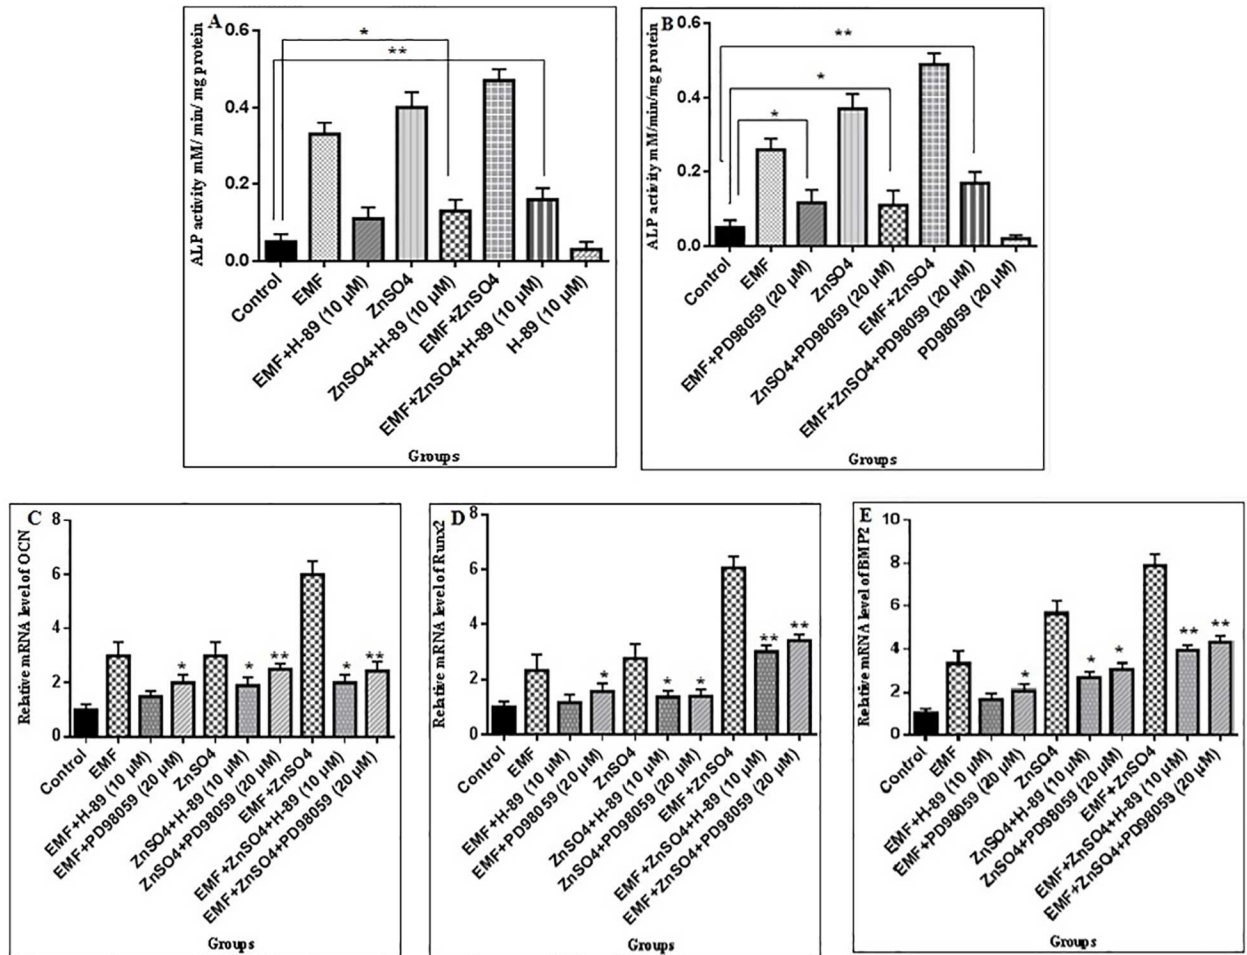 A
ALP activity mM/ min/ mg protein
0.6
0.4
0.2
0.0
*
**
Control
EMF
EMF+H-89 (10 µM)
ZnSO4
ZnSO4+H-89 (10 µM)
EMF+ZnSO4
EMF+ZnSO4+H-89 (10 µM)
H-89 (10 µM)
Groups
B
ALP activity mM/min/mg protein
0.6
0.4
0.2
0.0
**
*
*
Control
EMF
EMF+PD98059 (20 µM)
ZnSO4
ZnSO4+PD98059 (20 µM)
EMF+ZnSO4
EMF+ZnSO4+PD98059 (20 µM)
PD98059 (20 µM)
Groups
C
Relative mRNA level of OCN
8
6
4
2
0
*
*
**
*
**
Control
EMF
EMF+H-89 (10 µM)
EMF+PD98059 (20 µM)
ZnSO4
ZnSO4+H-89 (10 µM)
ZnSO4+PD98059 (20 µM)
EMF+ZnSO4
EMF+ZnSO4+H-89 (10 µM)
EMF+ZnSO4+PD98059 (20 µM)
Groups
D
Relative mRNA level of Runx2
8
6
4
2
0
*
*
*
**
**
Control
EMF
EMF+H-89 (10 µM)
EMF+PD98059 (20 µM)
ZnSO4
ZnSO4+H-89 (10 µM)
ZnSO4+PD98059 (20 µM)
EMF+ZnSO4
EMF+ZnSO4+H-89 (10 µM)
EMF+ZnSO4+PD98059 (20 µM)
Groups
E
Relative mRNA level of BMP2
10
8
6
4
2
0
*
*
*
**
**
Control
EMF
EMF+H-89 (10 µM)
EMF+PD98059 (20 µM)
ZnSO4
ZnSO4+H-89 (10 µM)
ZnSO4+PD98059 (20 µM)
EMF+ZnSO4
EMF+ZnSO4+H-89 (10 µM)
EMF+ZnSO4+PD98059 (20 µM)
Groups